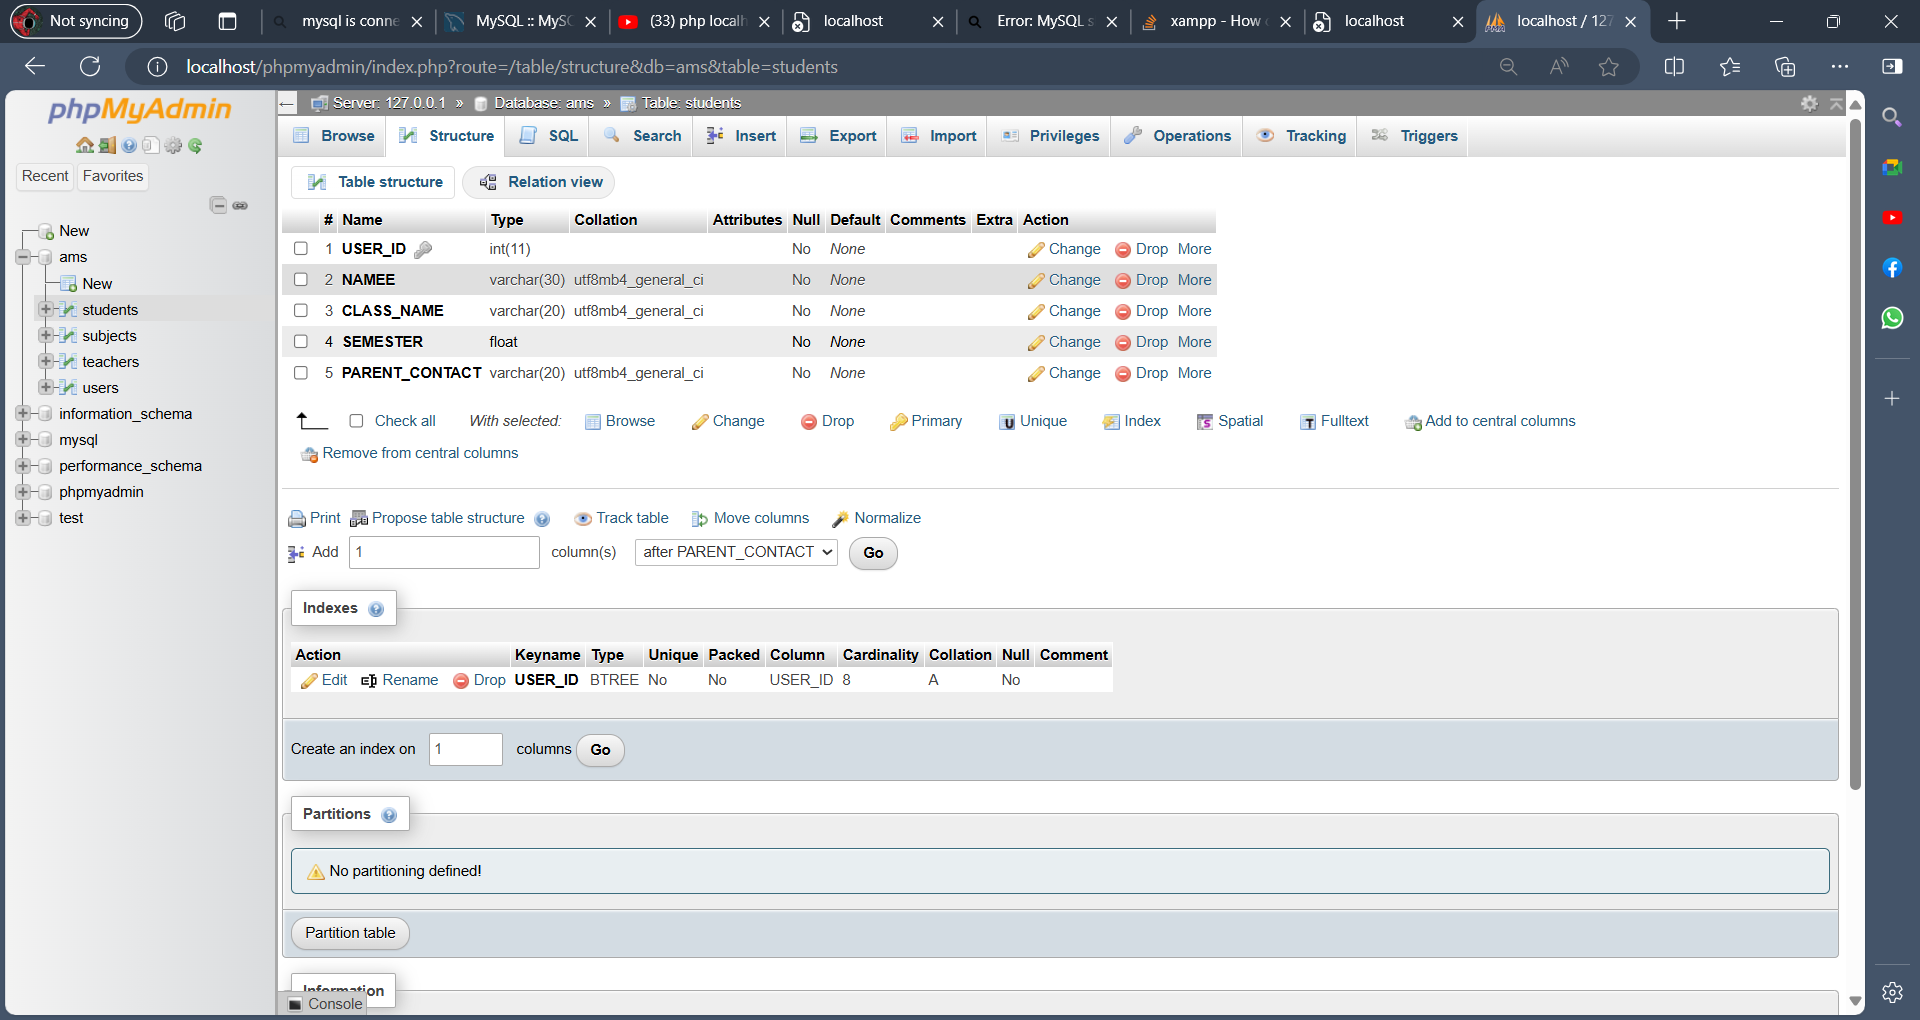 Not syncing
mysql is conne
MySQL :: MySC
(33) php localh
localhost
Error: MySQL s
xampp - How
localhost
localhost / 127
localhost/phpmyadmin/index.php?route=/table/structure&db=ams&table=students
phpMyAdmin
Recent Favorites
New
ams
New
students
subjects
teachers
users
information_schema
mysql
performance_schema
phpmyadmin
test
Server: 127.0.0.1 » Database: ams » Table: students
Browse Structure SQL Search Insert Export Import Privileges Operations Tracking Triggers
Table structure Relation view
# Name Type Collation Attributes Null Default Comments Extra Action
1 USER_ID int(11) No None Change Drop More
2 NAMEE varchar(30) utf8mb4_general_ci No None Change Drop More
3 CLASS_NAME varchar(20) utf8mb4_general_ci No None Change Drop More
4 SEMESTER float No None Change Drop More
5 PARENT_CONTACT varchar(20) utf8mb4_general_ci No None Change Drop More
Check all With selected: Browse Change Drop Primary Unique Index Spatial Fulltext Add to central columns
Remove from central columns
Print Propose table structure Track table Move columns Normalize
Add 1 column(s) after PARENT_CONTACT Go
Indexes
Action Keyname Type Unique Packed Column Cardinality Collation Null Comment
Edit Rename Drop USER_ID BTREE No No USER_ID 8 A No
Create an index on 1 columns Go
Partitions
No partitioning defined!
Partition table
Information
Console